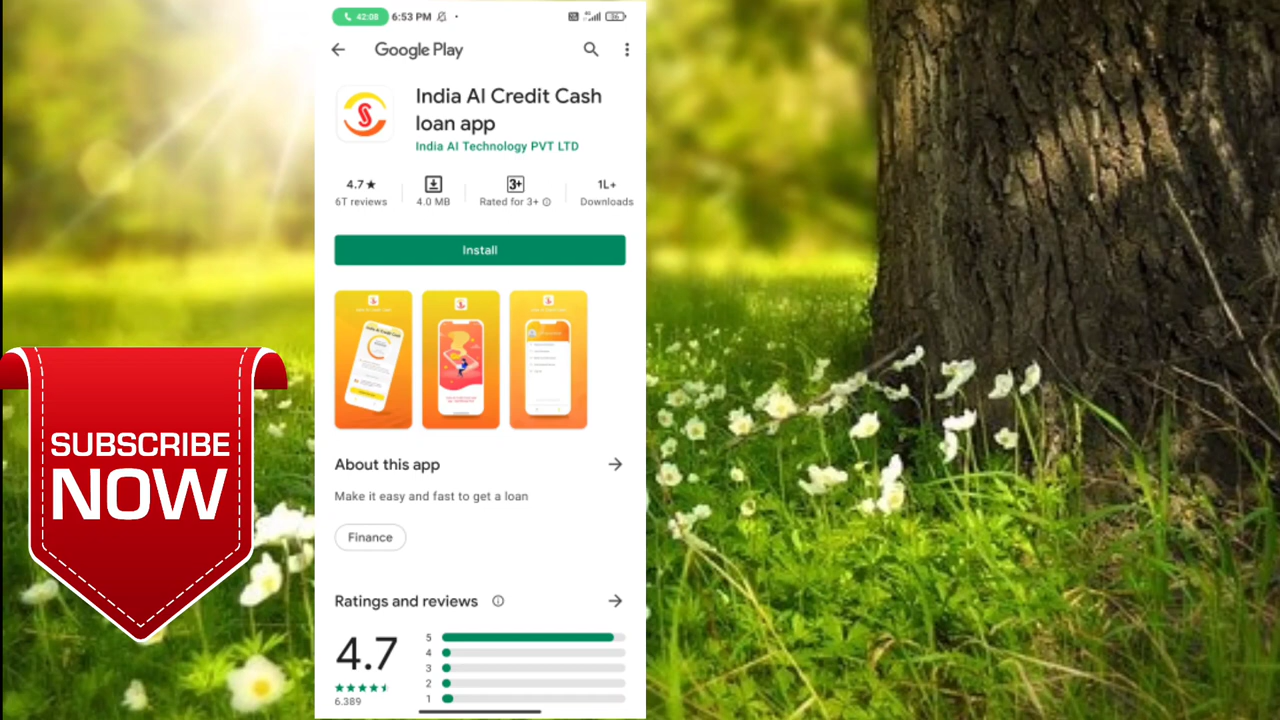 42:08 6:53 PM
Google Play
India AI Credit Cash
loan app
India AI Technology PVT LTD
4.7★
6T reviews
4.0 MB
3+
Rated for 3+
1L+
Downloads
Install
About this app
Make it easy and fast to get a loan
Finance
Ratings and reviews
4.7
6.389
5
4
3
2
1
SUBSCRIBE
NOW